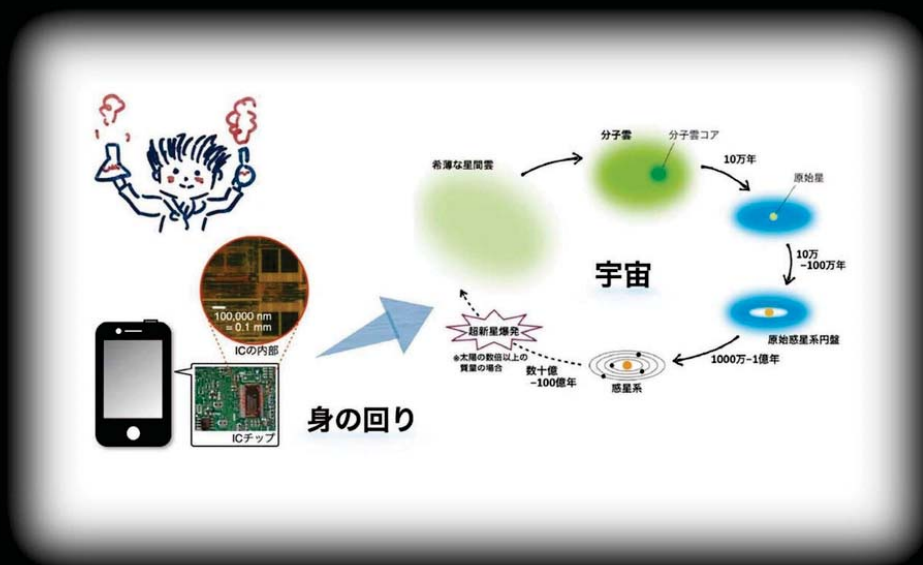 希薄な星間雲
分子雲
分子雲コア
10万年
原始星
10万
–100万年
原始惑星系円盤
1000万–1億年
惑星系
数十億
–100億年
超新星爆発
※太陽の数倍以上の
質量の場合
宇宙
100,000 nm
= 0.1 mm
ICの内部
ICチップ
身の回り